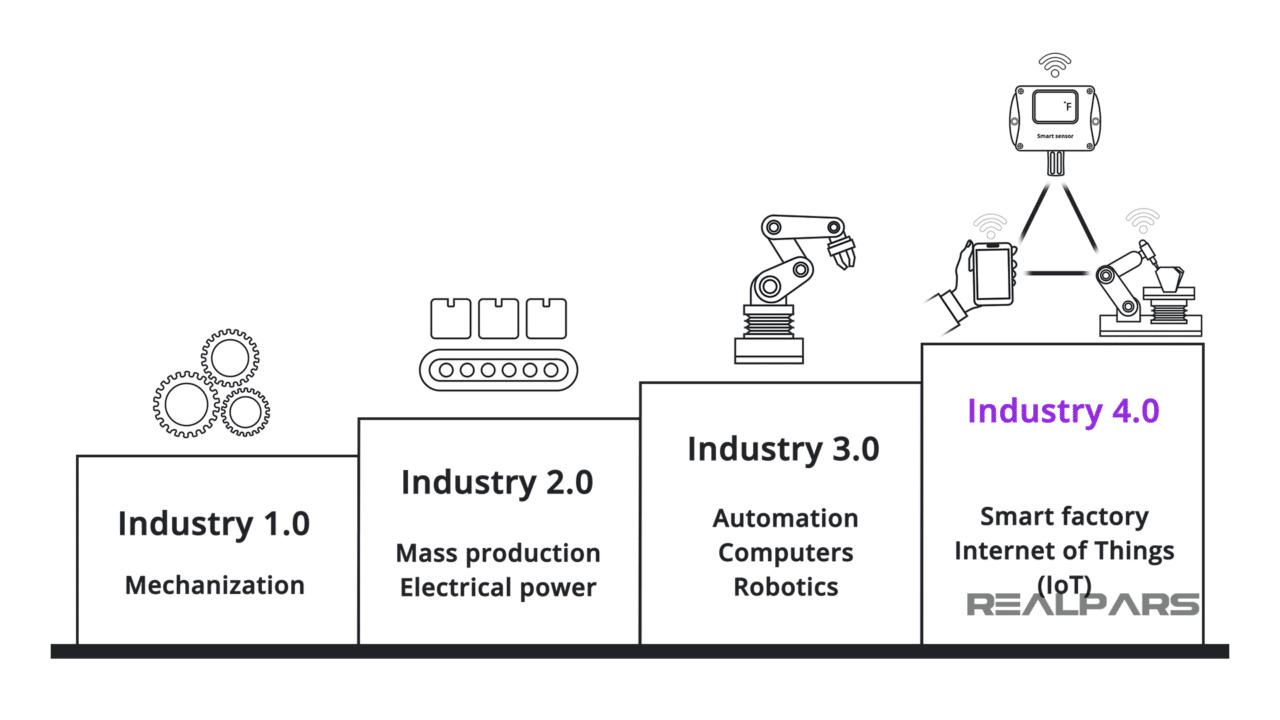 °F
Smart sensor
Industry 1.0
Mechanization
Industry 2.0
Mass production
Electrical power
Industry 3.0
Automation
Computers
Robotics
Industry 4.0
Smart factory
Internet of Things
(IoT)
REALPARS